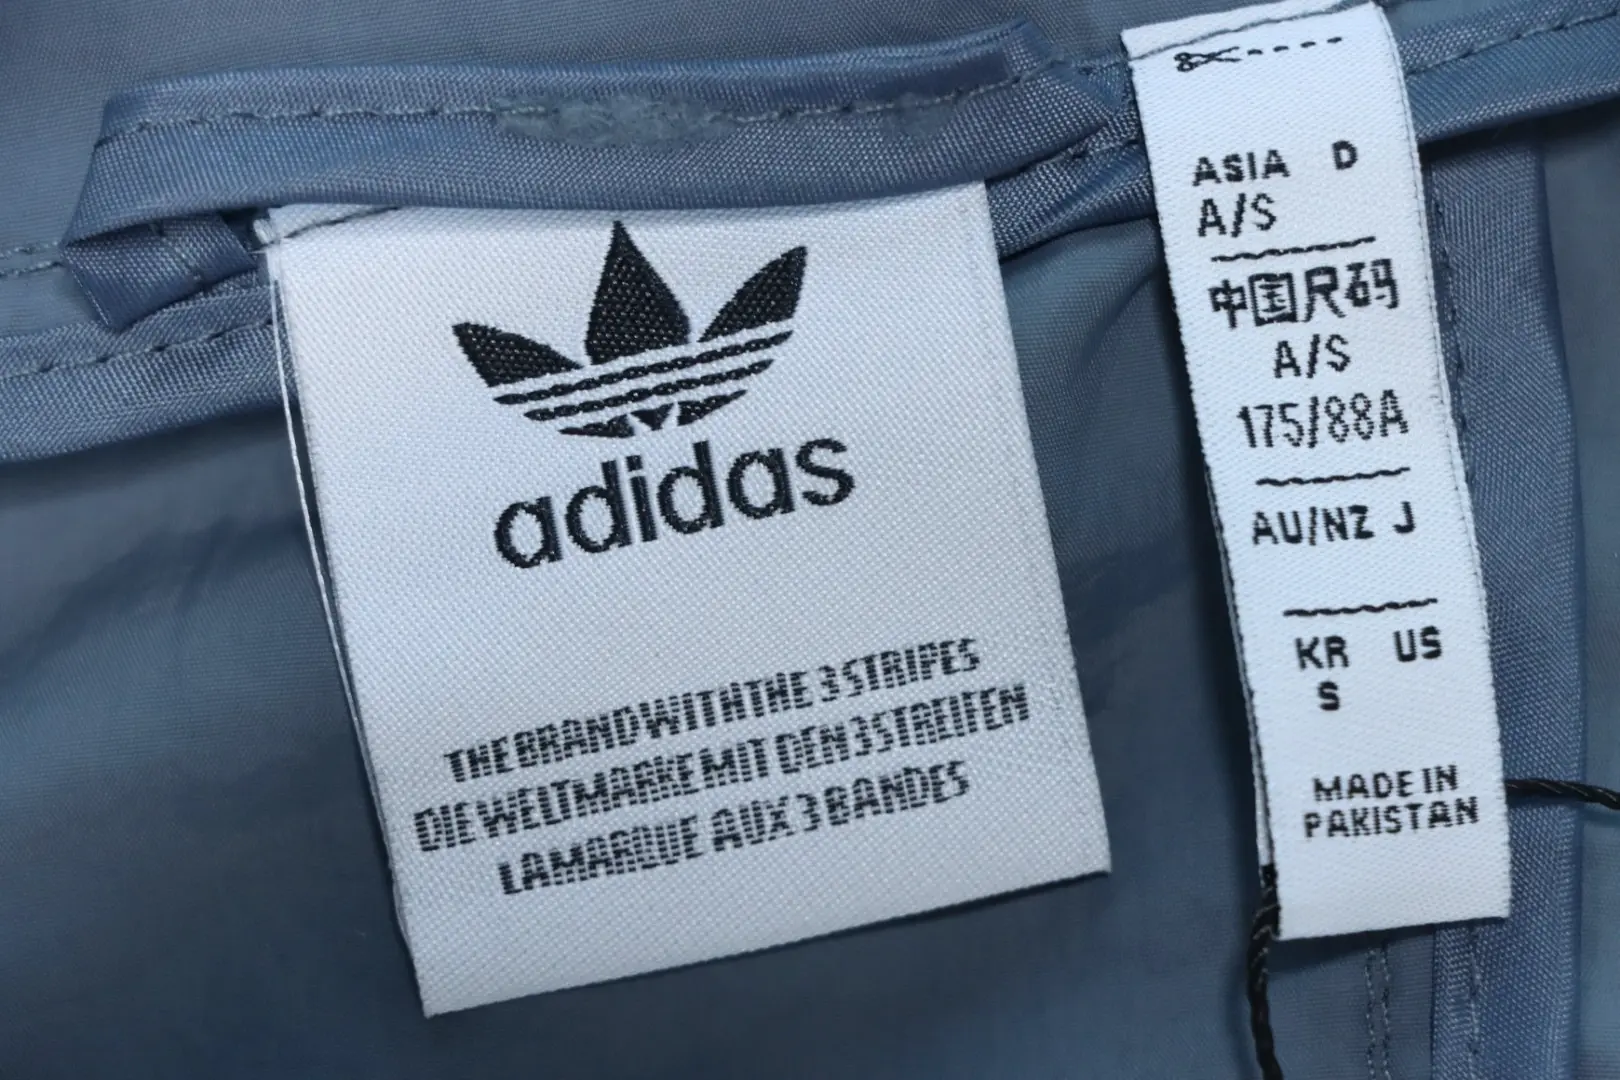 adidas
THE BRAND WITH THE 3 STRIPES
DIE WELTMARKE MIT DEN 3 STREIFEN
LA MARQUE AUX 3 BANDES
ASIA D
A/S
中国尺码
A/S
175/88A
AU/NZ J
KR US
S
MADE IN
PAKISTAN